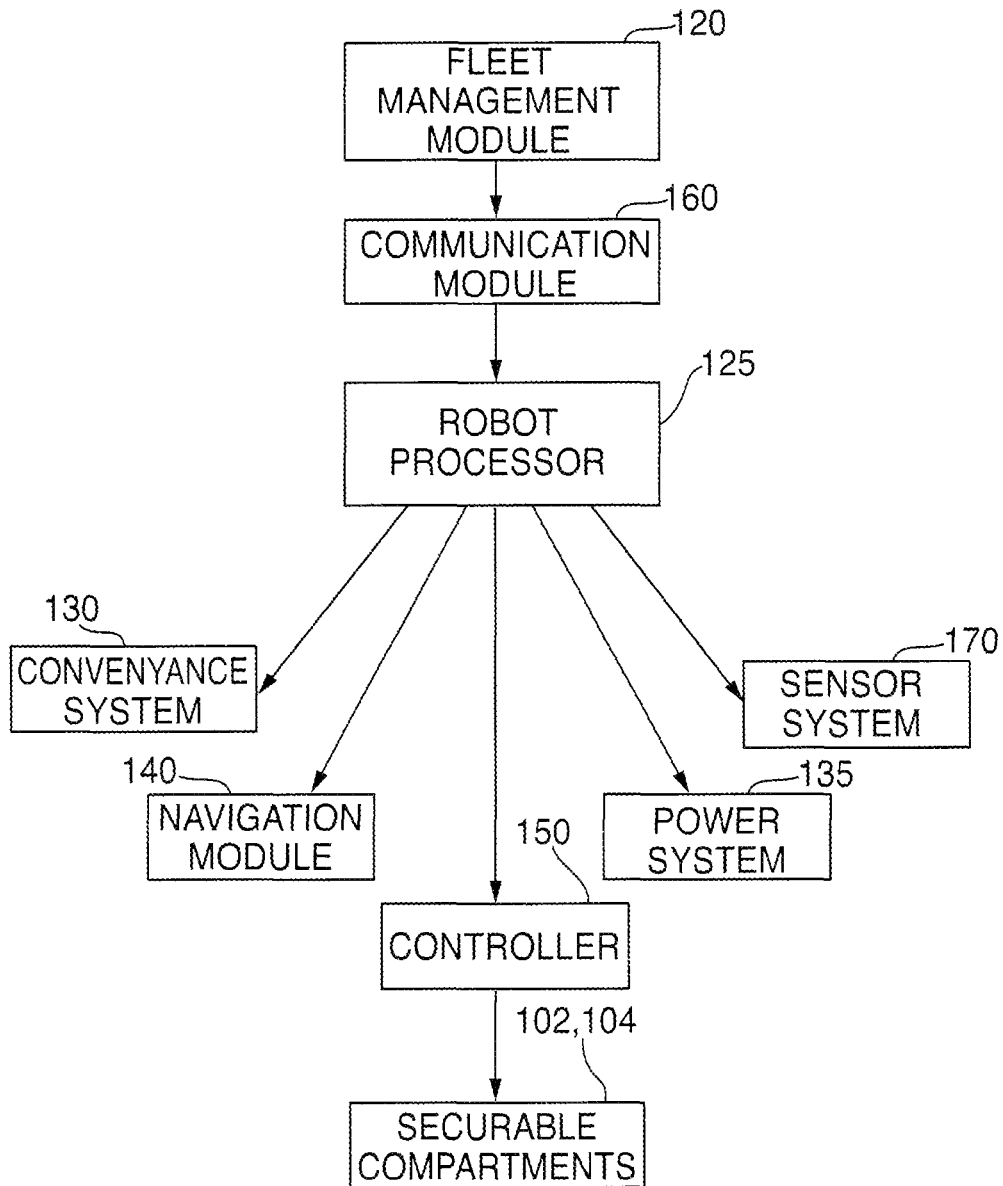 120
FLEET
MANAGEMENT
MODULE
160
COMMUNICATION
MODULE
125
ROBOT
PROCESSOR
130
CONVENYANCE
SYSTEM
170
SENSOR
SYSTEM
140
NAVIGATION
MODULE
135
POWER
SYSTEM
150
CONTROLLER
102,104
SECURABLE
COMPARTMENTS